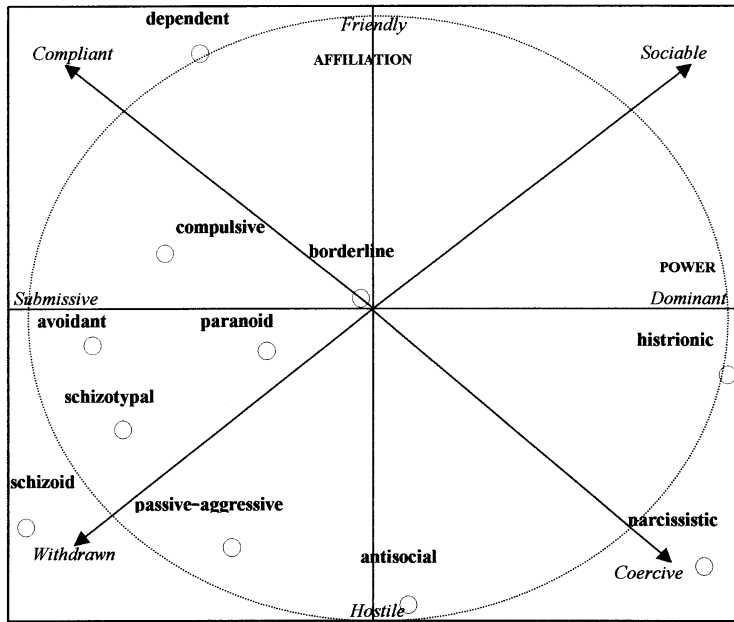 dependent
Friendly
Compliant
AFFILIATION
Sociable
compulsive
borderline
POWER
Submissive
Dominant
avoidant
paranoid
histrionic
schizotypal
schizoid
passive-aggressive
narcissistic
Withdrawn
antisocial
Coercive
Hostile